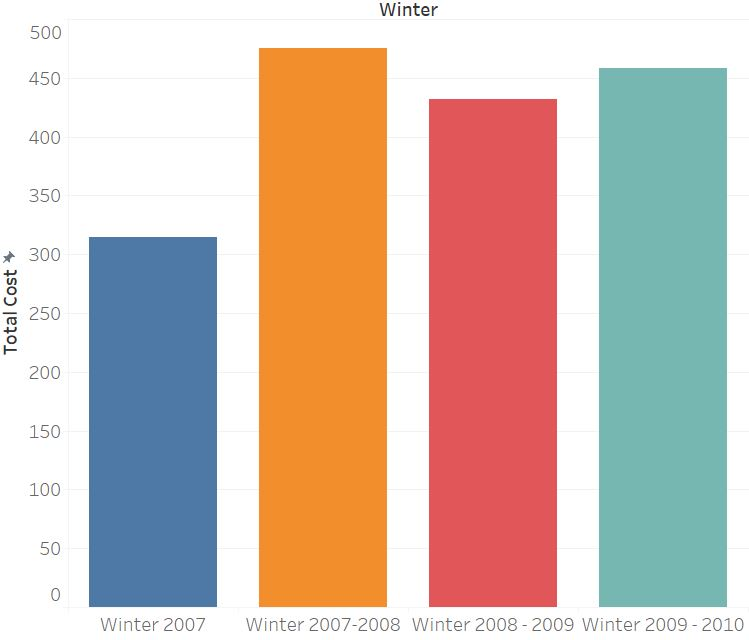 Winter
500
450
400
350
300
250
200
150
100
50
0
Total Cost
Winter 2007
Winter 2007-2008
Winter 2008 - 2009
Winter 2009 - 2010